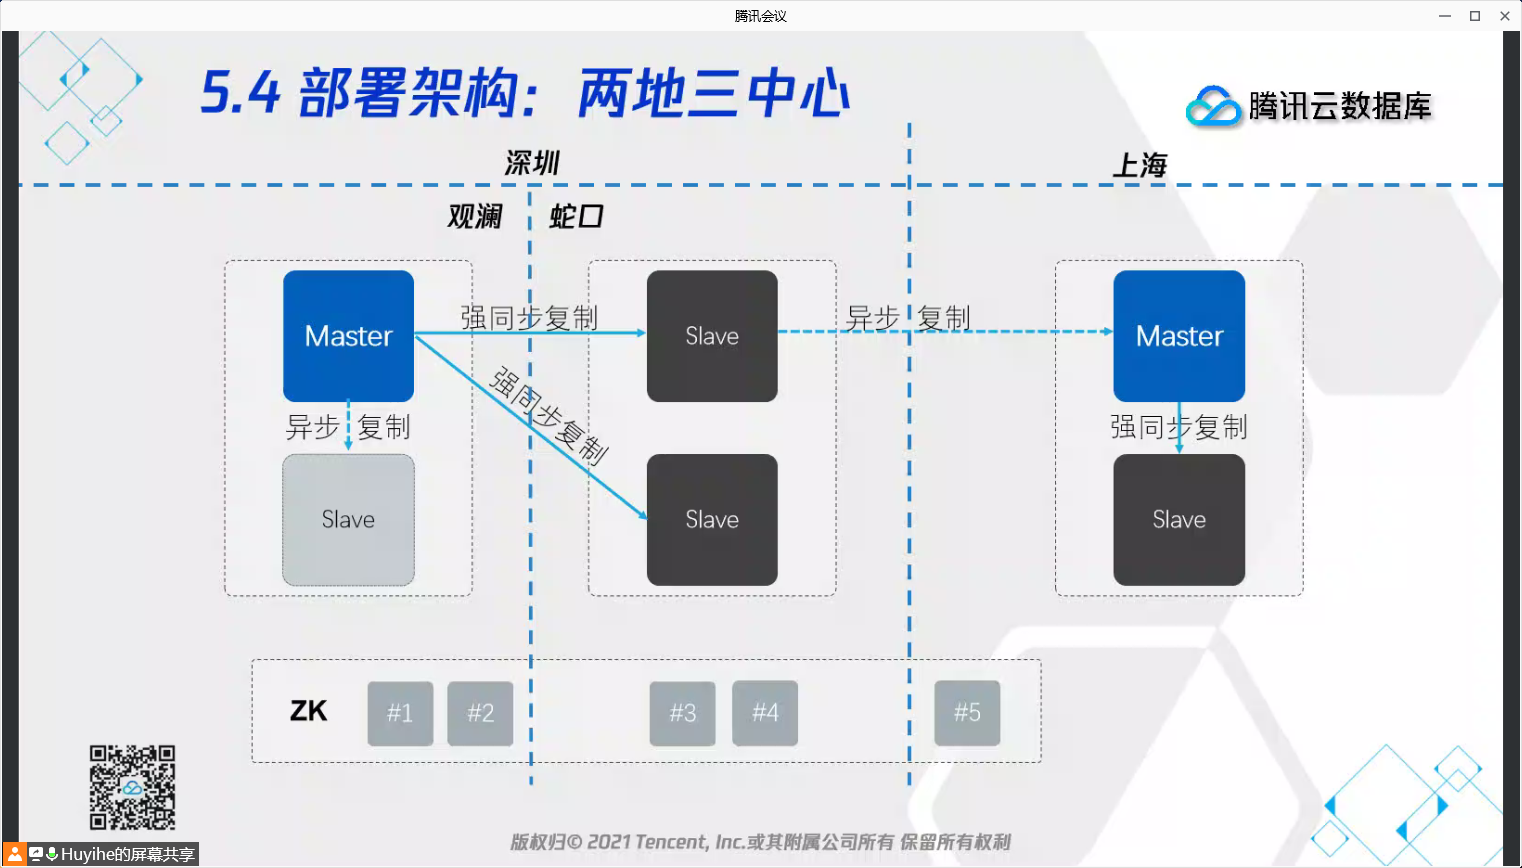 腾讯会议
5.4 部署架构：两地三中心
腾讯云数据库
深圳
上海
观澜
蛇口
Master
强同步复制
Slave
异步 复制
Master
强同步复制
异步 复制
强同步复制
Slave
Slave
Slave
ZK
#1
#2
#3
#4
#5
版权归© 2021 Tencent, Inc.或其附属公司所有 保留所有权利
Huyihe的屏幕共享